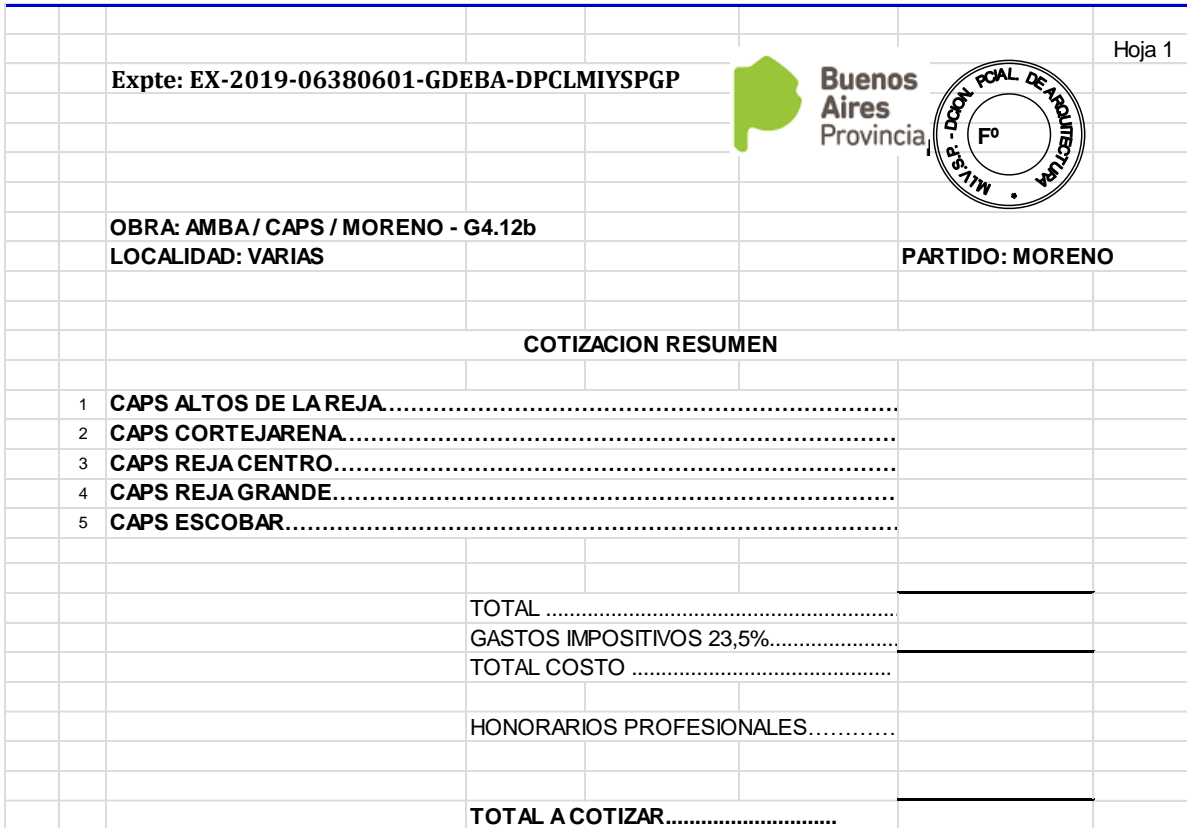 Hoja 1
Expte: EX-2019-06380601-GDEBA-DPCLMIYSPGP
Buenos
Aires
Provincia
M.I.V.S.P. - DCION. PCIAL. DE ARQUITECTURA
Fº
OBRA: AMBA / CAPS / MORENO - G4.12b
LOCALIDAD: VARIAS PARTIDO: MORENO
COTIZACION RESUMEN
1 CAPS ALTOS DE LA REJA......................................................................
2 CAPS CORTEJARENA...........................................................................
3 CAPS REJA CENTRO............................................................................
4 CAPS REJA GRANDE............................................................................
5 CAPS ESCOBAR..................................................................................
TOTAL ............................................................
GASTOS IMPOSITIVOS 23,5%......................
TOTAL COSTO ............................................
HONORARIOS PROFESIONALES............
TOTAL A COTIZAR.............................